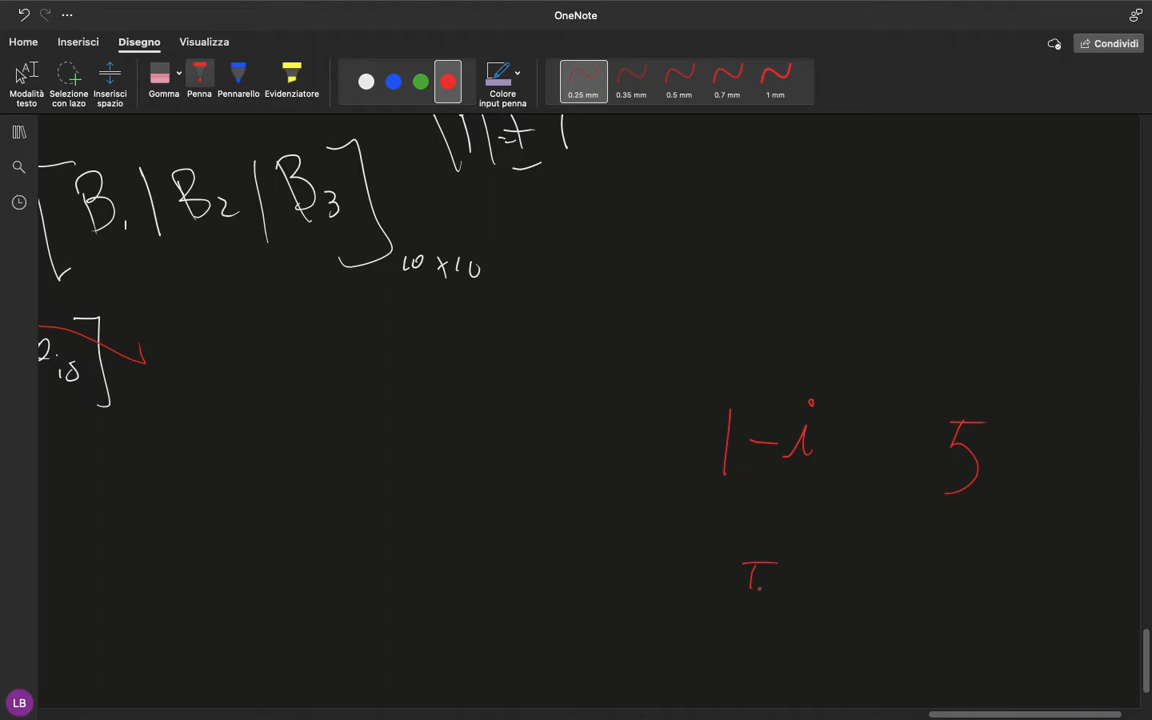 OneNote
Home Inserisci Disegno Visualizza
Condividi
Modalità testo
Selezione con lazo
Inserisci spazio
Gomma
Penna
Pennarello
Evidenziatore
Colore input penna
0.25 mm 0.35 mm 0.5 mm 0.7 mm 1 mm
[B₁|B₂|B₃]₁₀ₓ₁₀
]
1-i 5
LB